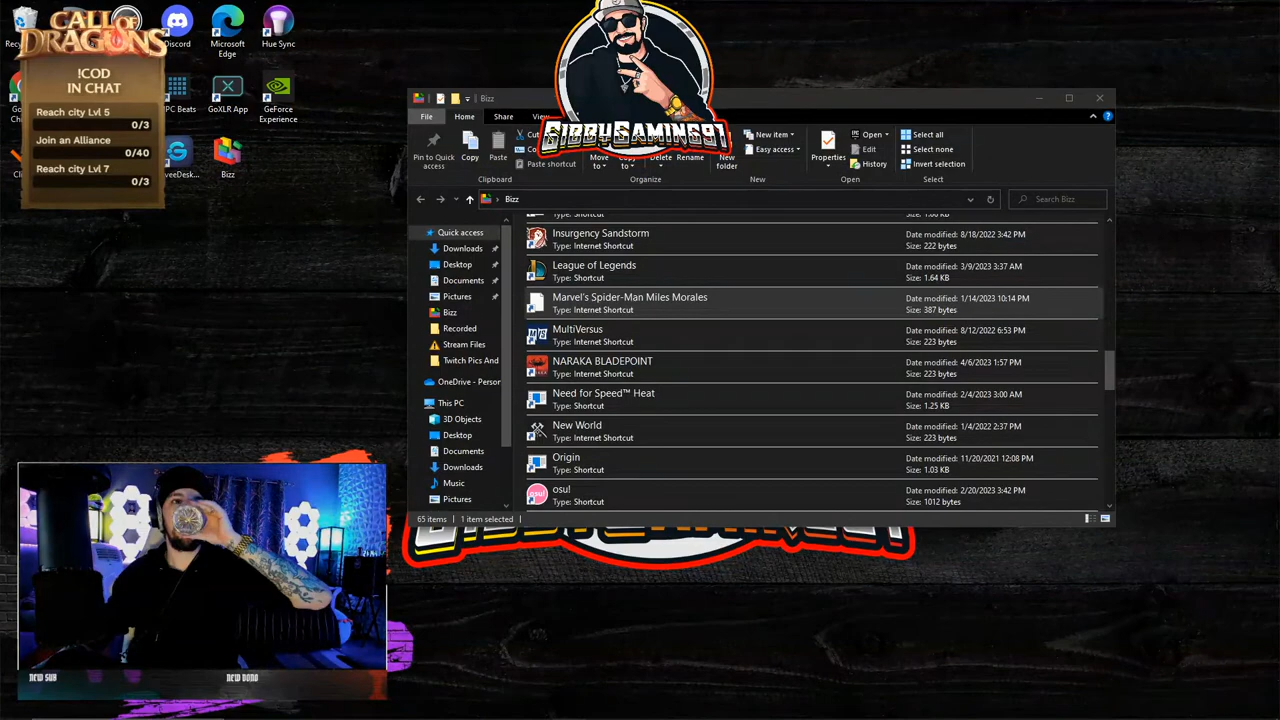 CALL OF
DRAGONS
!COD
IN CHAT
Reach city Lvl 5
0/3
Join an Alliance
0/40
Reach city Lvl 7
0/3
Discord
Microsoft
Edge
Hue Sync
PC Beats
GoXLR App
GeForce
Experience
Bizz
GIBBYGAMING91
Bizz
File
Home
Share
View
Pin to Quick
access
Copy
Paste
Paste shortcut
Move
to
to
Delete
Rename
New
folder
New item
Easy access
Properties
Open
Edit
History
Select all
Select none
Invert selection
Clipboard
Organize
New
Open
Select
Bizz
Search Bizz
Quick access
Downloads
Desktop
Documents
Pictures
Bizz
Recorded
Stream Files
Twitch Pics And
OneDrive - Person
This PC
3D Objects
Desktop
Documents
Downloads
Music
Pictures
Type: Shortcut
Insurgency Sandstorm
Type: Internet Shortcut
Date modified: 8/18/2022 3:42 PM
Size: 222 bytes
League of Legends
Type: Shortcut
Date modified: 3/9/2023 3:37 AM
Size: 1.64 KB
Marvel's Spider-Man Miles Morales
Type: Internet Shortcut
Date modified: 1/14/2023 10:14 PM
Size: 387 bytes
MultiVersus
Type: Internet Shortcut
Date modified: 8/12/2022 6:53 PM
Size: 223 bytes
NARAKA BLADEPOINT
Type: Internet Shortcut
Date modified: 4/6/2023 1:57 PM
Size: 223 bytes
Need for Speed™ Heat
Type: Shortcut
Date modified: 2/4/2023 3:00 AM
Size: 1.25 KB
New World
Type: Internet Shortcut
Date modified: 1/4/2022 2:37 PM
Size: 223 bytes
Origin
Type: Shortcut
Date modified: 11/20/2021 12:08 PM
Size: 1.03 KB
osu!
Type: Shortcut
Date modified: 2/20/2023 3:42 PM
Size: 1012 bytes
65 items
1 item selected
NEW SUB
NEW DONO